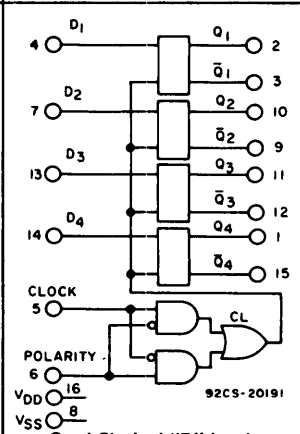 D1
4
Q1
2
Q̅1
3
D2
7
Q2
10
Q̅2
9
D3
13
Q3
11
Q̅3
12
D4
14
Q4
1
Q̅4
15
CLOCK
5
CL
POLARITY
6
92CS-20191
VDD 16
VSS 8